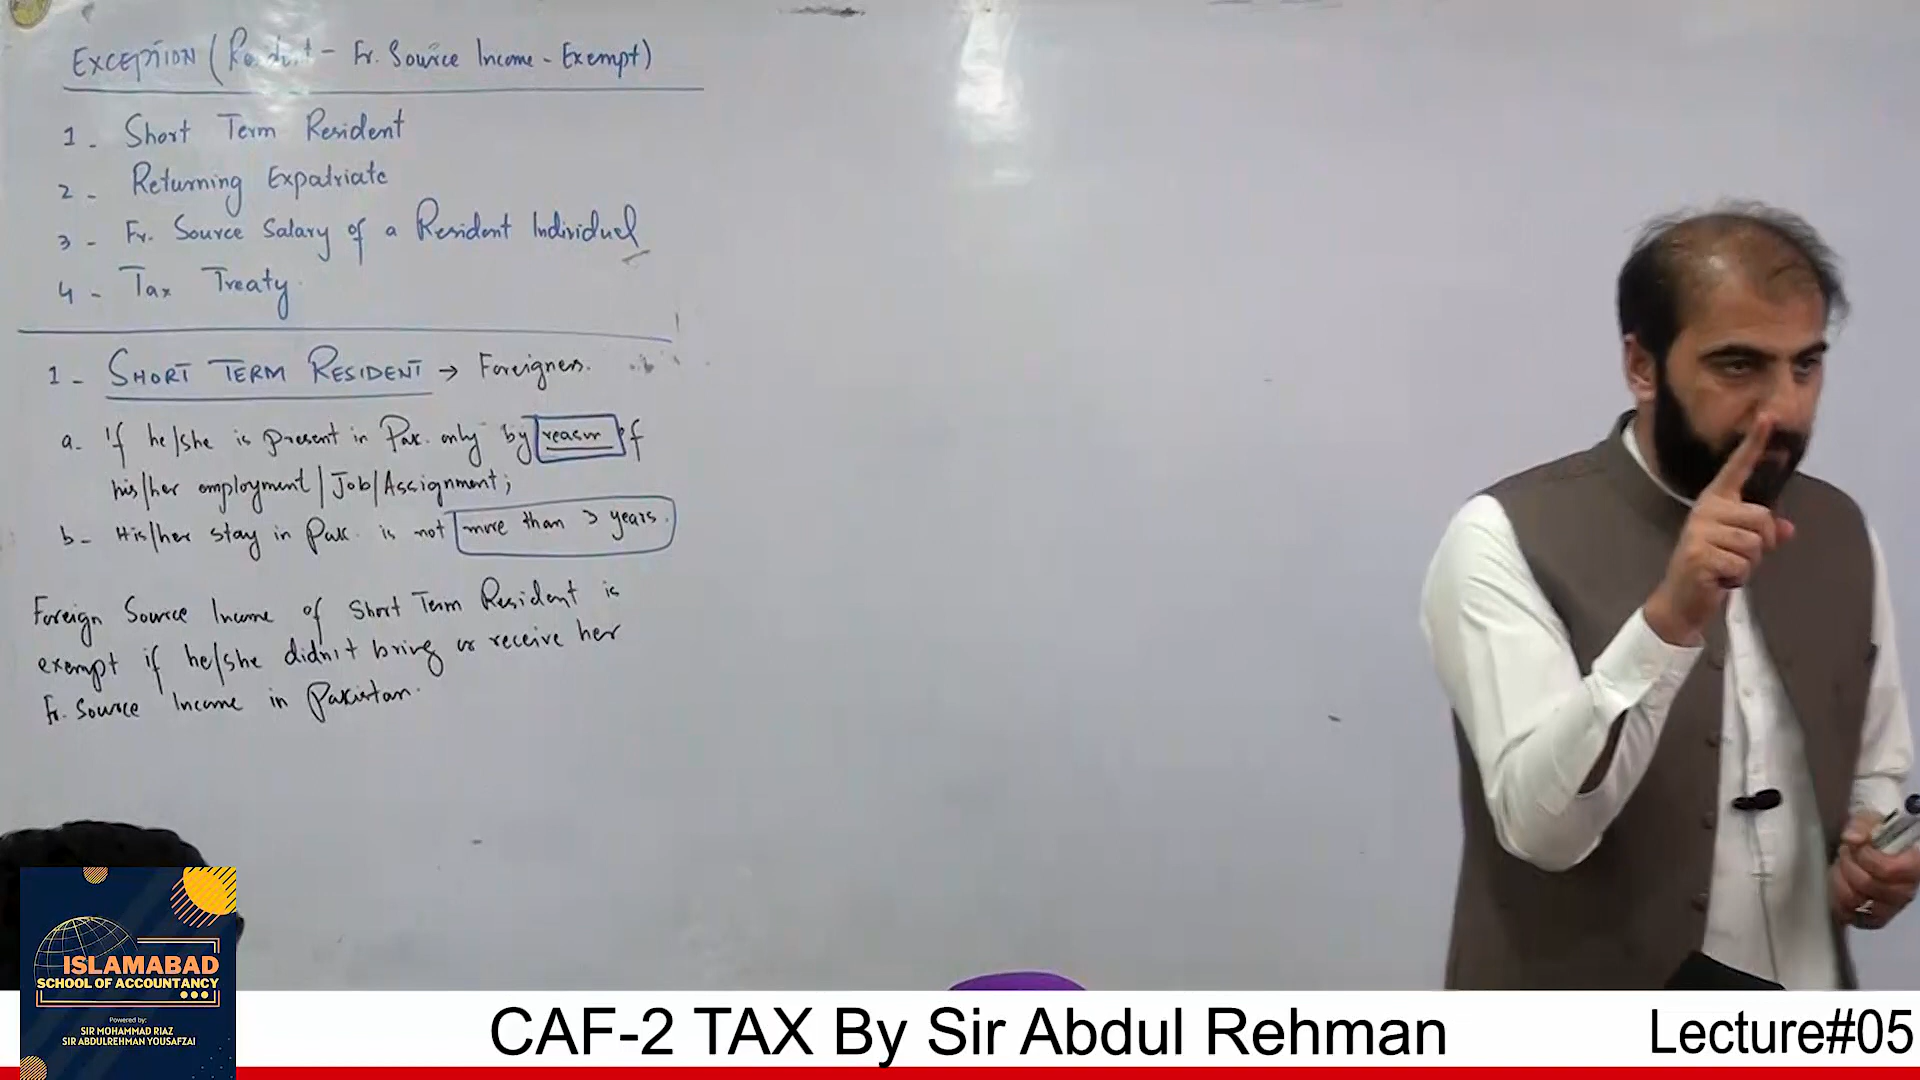 EXCEPTION (Resident - Fr. Source Income - Exempt)
1- Short Term Resident
2- Returning Expatriate
3- Fr. Source Salary of a Resident Individual
4- Tax Treaty.
1- SHORT TERM RESIDENT → Foreigners.
a- If he/she is present in Pak. only by reason of
his/her employment/Job/Assignment;
b- His/her stay in Pak. is not more than 3 years.
Foreign Source Income of Short Term Resident is
exempt if he/she didn't bring or receive her
Fr. Source Income in Pakistan.
ISLAMABAD
SCHOOL OF ACCOUNTANCY
Powered by:
SIR MOHAMMAD RIAZ
SIR ABDULREHMAN YOUSAFZAI
CAF-2 TAX By Sir Abdul Rehman
Lecture#05